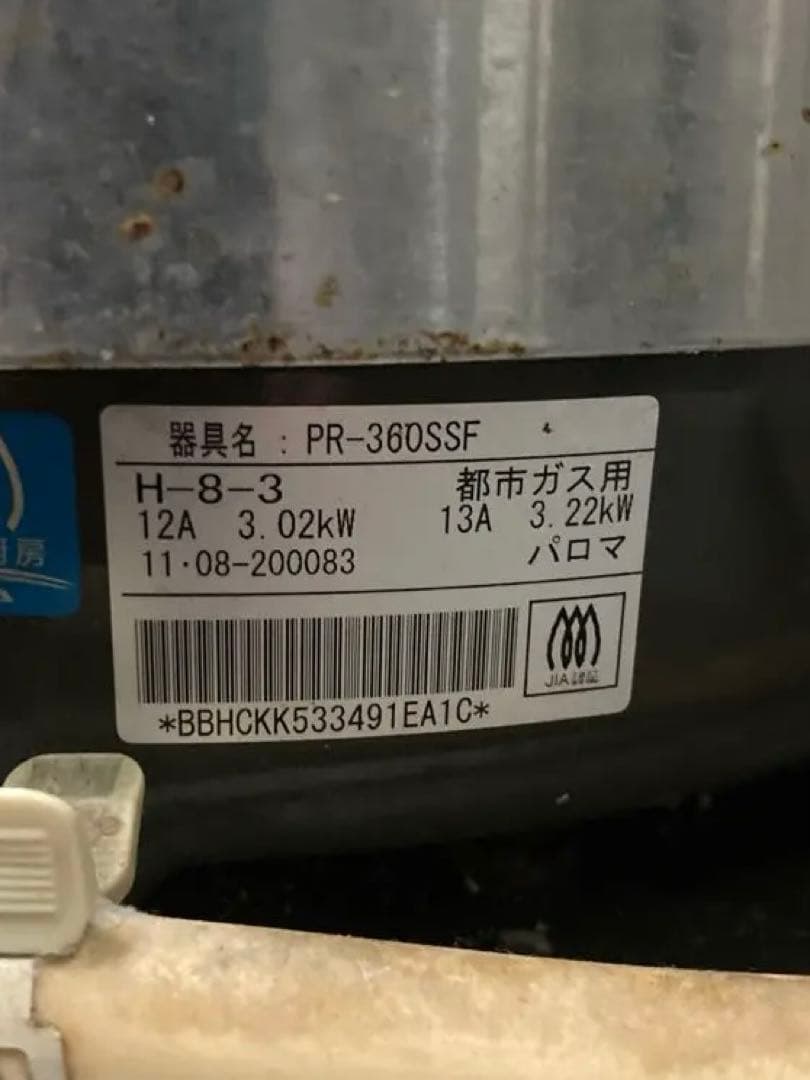 器具名 : PR-360SSF
H-8-3 都市ガス用
12A 3.02kW 13A 3.22kW
11・08-200083 パロマ
JIA認証
*BBHCKK533491EA1C*
房